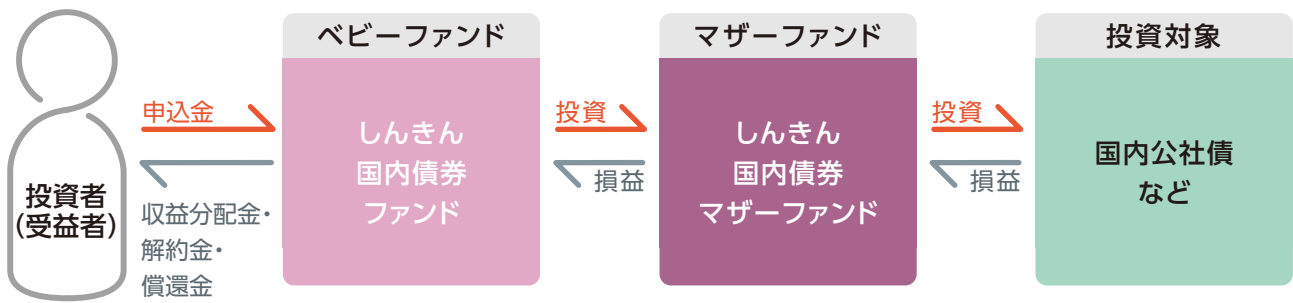 投資者
(受益者)
申込金
収益分配金・
解約金・
償還金
ベビーファンド
しんきん
国内債券
ファンド
投資
損益
マザーファンド
しんきん
国内債券
マザーファンド
投資
損益
投資対象
国内公社債
など